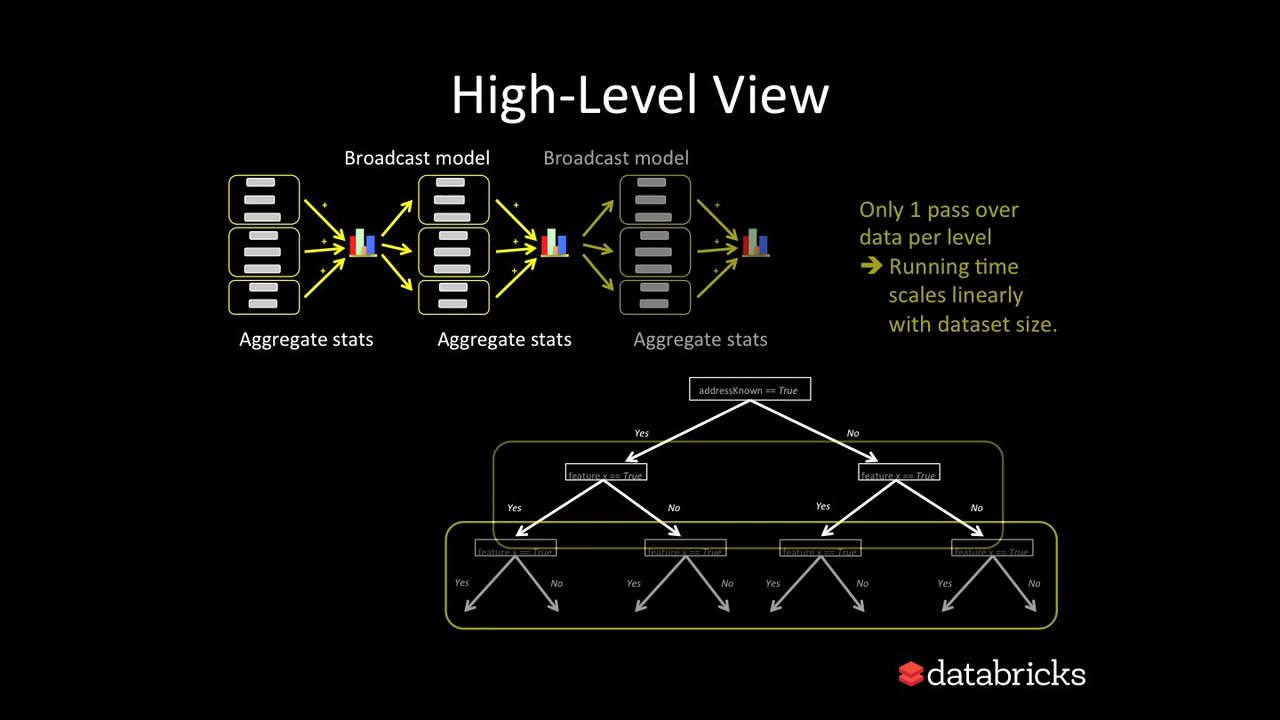 High-Level View
Broadcast model
Broadcast model
+
+
+
+
+
+
+
+
+
Aggregate stats
Aggregate stats
Aggregate stats
Only 1 pass over
data per level
➔ Running time
scales linearly
with dataset size.
addressKnown == True
Yes
No
feature x == True
feature x == True
Yes
No
Yes
No
feature x == True
feature x == True
feature x == True
feature x == True
Yes
No
Yes
No
Yes
No
Yes
No
databricks